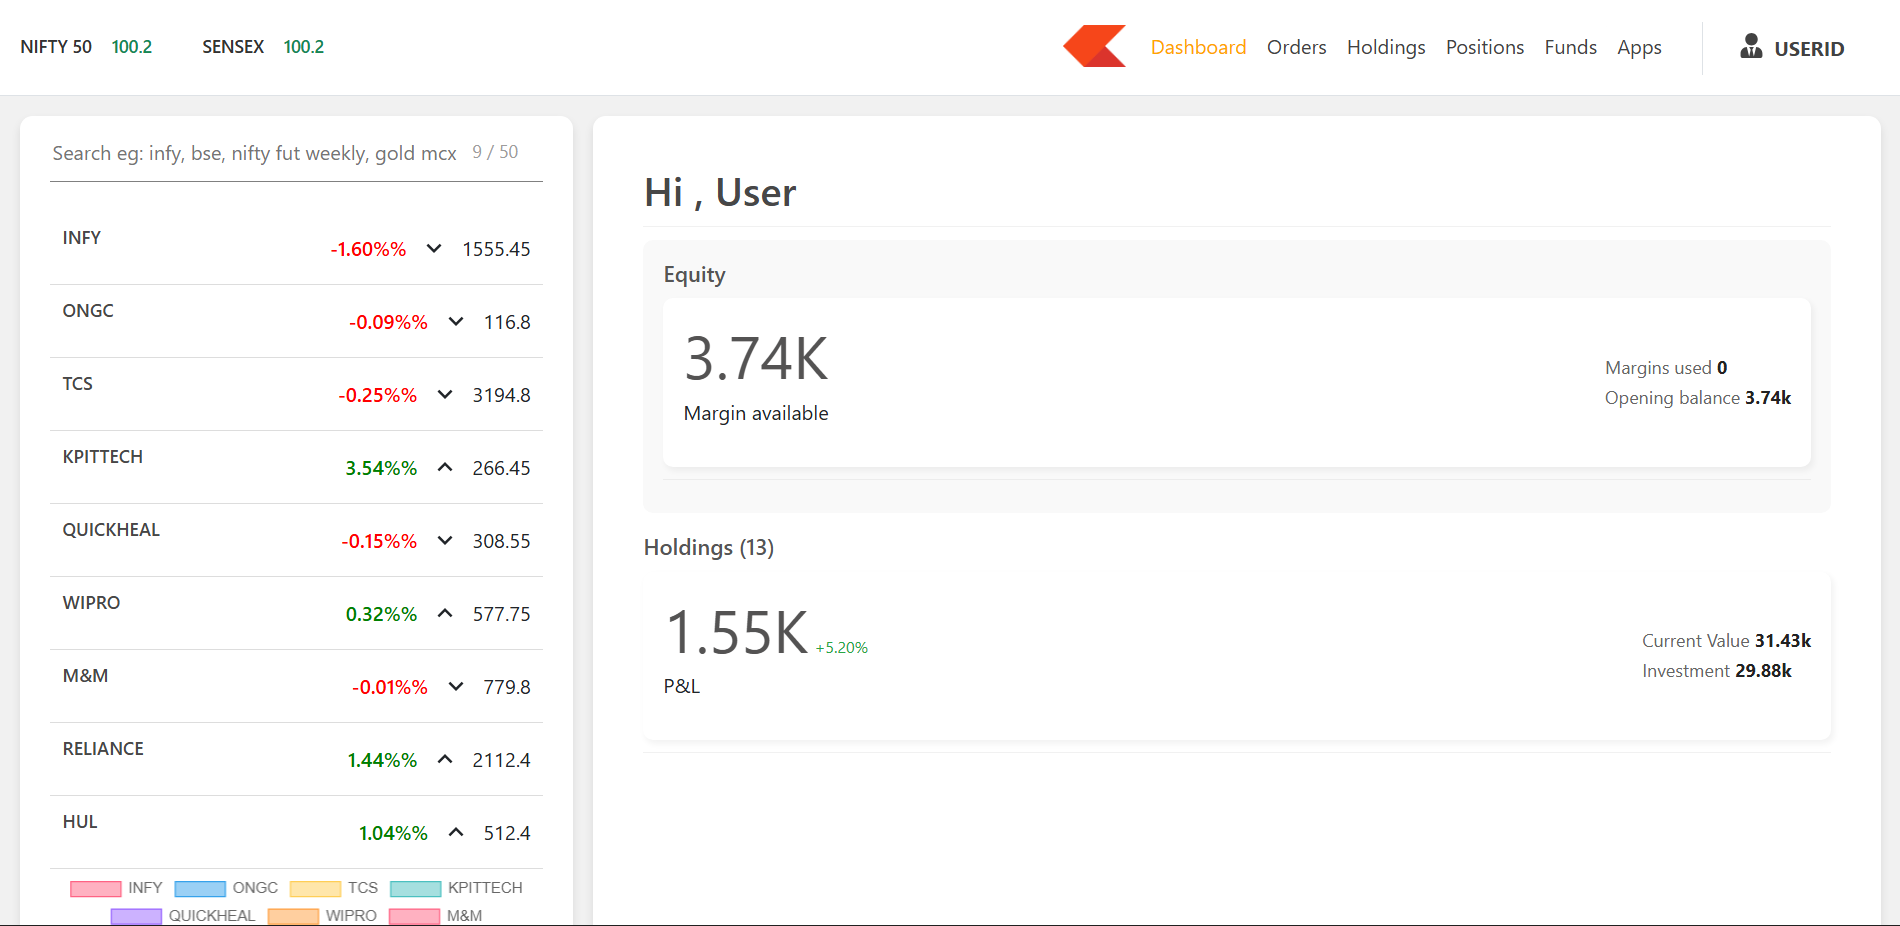 NIFTY 50 100.2 SENSEX 100.2
Dashboard Orders Holdings Positions Funds Apps USERID
Search eg: infy, bse, nifty fut weekly, gold mcx 9 / 50
INFY -1.60%% 1555.45
ONGC -0.09%% 116.8
TCS -0.25%% 3194.8
KPITTECH 3.54%% 266.45
QUICKHEAL -0.15%% 308.55
WIPRO 0.32%% 577.75
M&M -0.01%% 779.8
RELIANCE 1.44%% 2112.4
HUL 1.04%% 512.4
INFY ONGC TCS KPITTECH
QUICKHEAL WIPRO M&M
Hi , User
Equity
3.74K
Margin available
Margins used 0
Opening balance 3.74k
Holdings (13)
1.55K +5.20%
P&L
Current Value 31.43k
Investment 29.88k